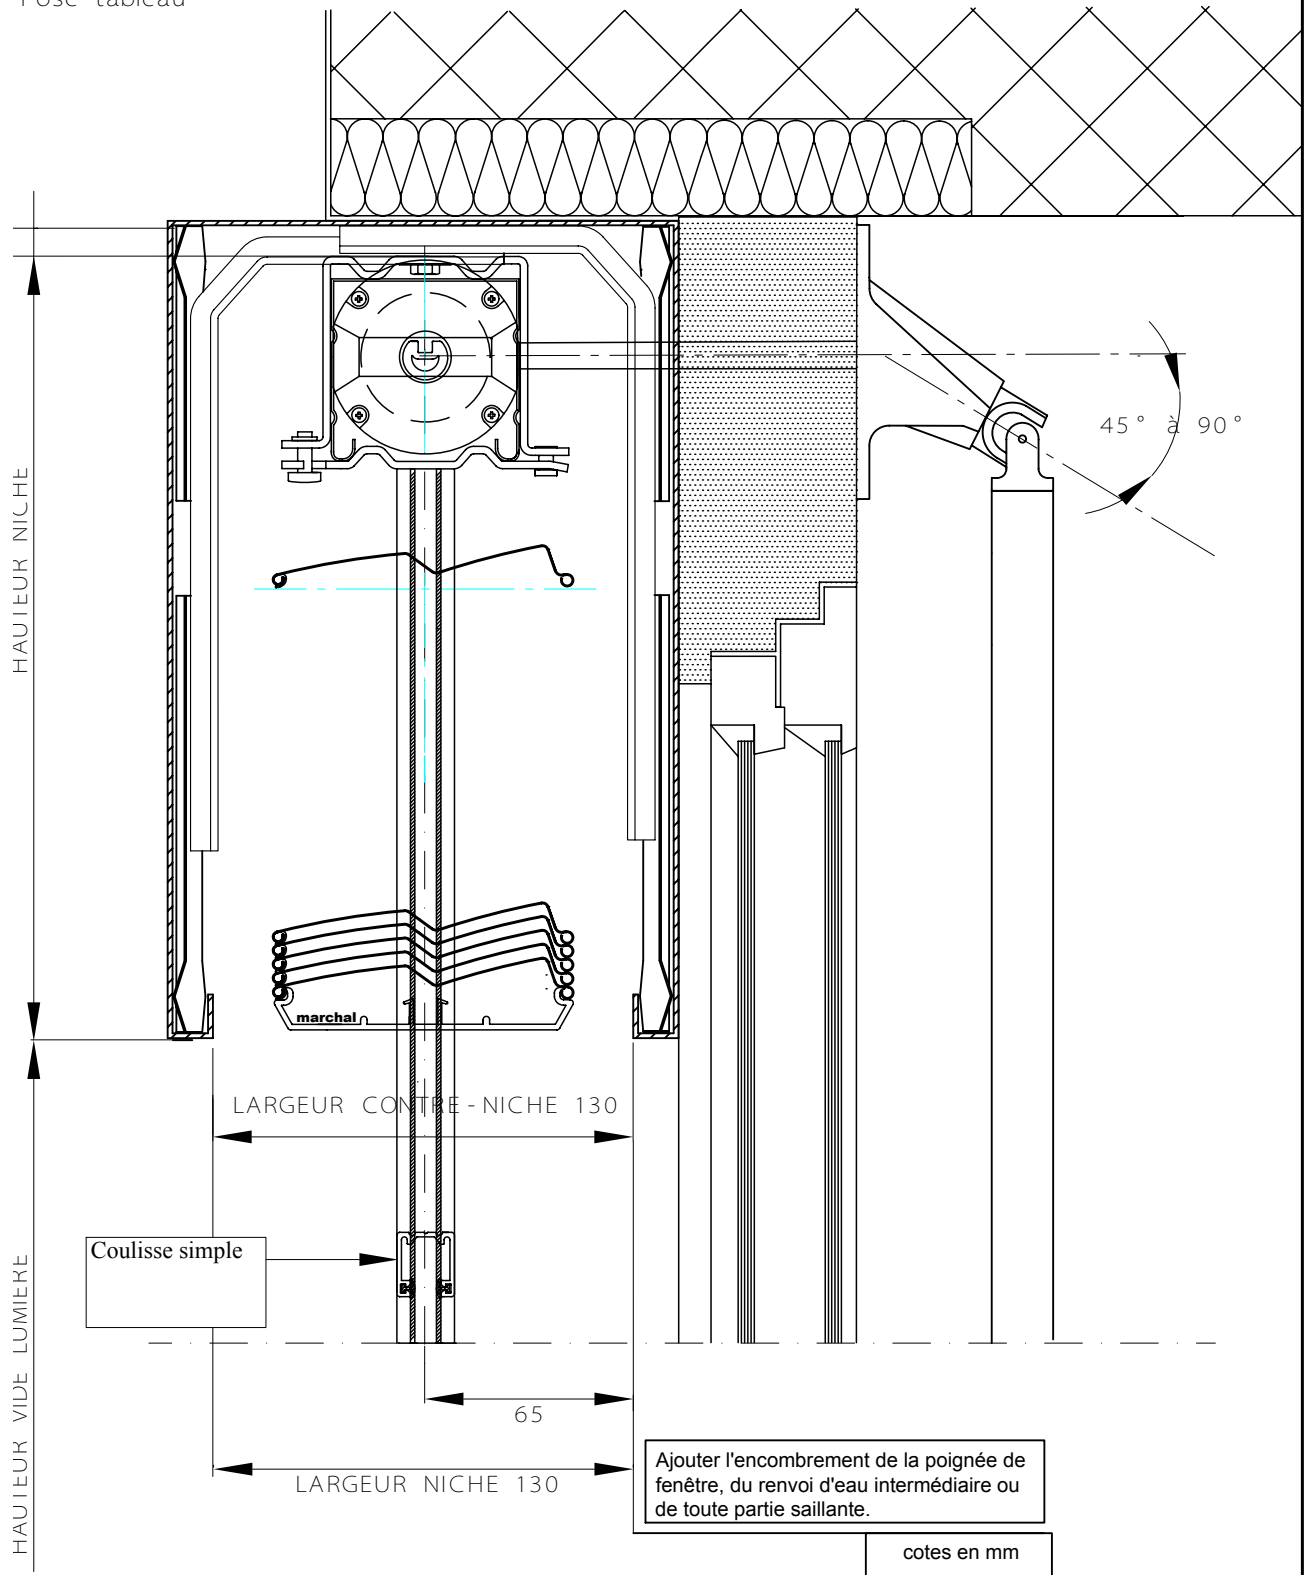 Pose tableau
45° à 90°
HAUTEUR NICHE
marchal
LARGEUR CONTRE-NICHE 130
Coulisse simple
HAUTEUR VIDE LUMIERE
65
LARGEUR NICHE 130
Ajouter l'encombrement de la poignée de
fenêtre, du renvoi d'eau intermédiaire ou
de toute partie saillante.
cotes en mm